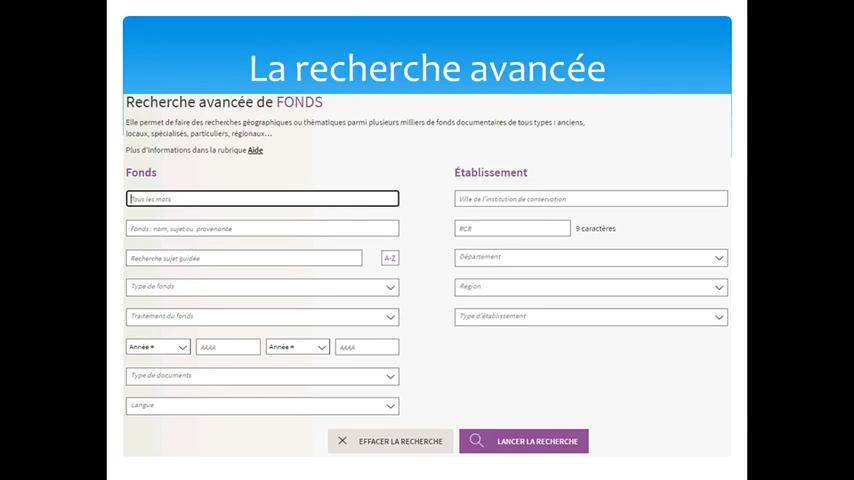 La recherche avancée
Recherche avancée de FONDS
Elle permet de faire des recherches géographiques ou thématiques parmi plusieurs milliers de fonds documentaires de tous types : anciens,
locaux, spécialisés, particuliers, régionaux...
Plus d'informations dans la rubrique Aide
Fonds
Tous les mots
Fonds : nom, sujet ou provenance
Recherche sujet guidée
A-Z
Type de fonds
Traitement du fonds
Année =
AAAA
Année =
AAAA
Type de documents
Langue
Établissement
Ville de l'institution de conservation
RCR
9 caractères
Département
Région
Type d'établissement
EFFACER LA RECHERCHE
LANCER LA RECHERCHE